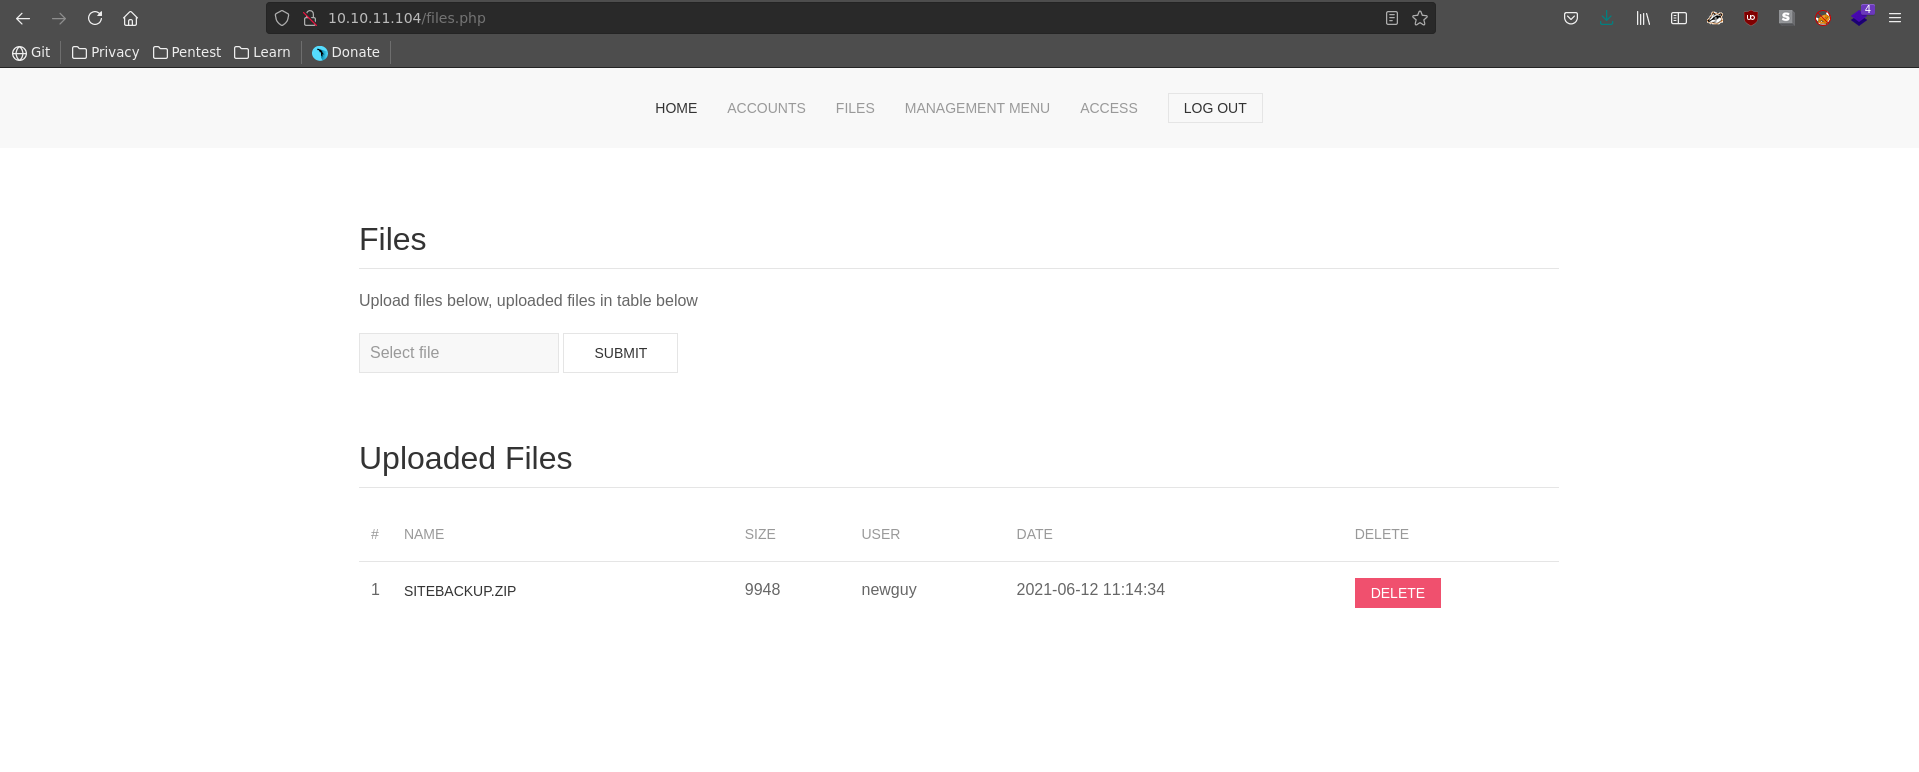 10.10.11.104/files.php
4
Git Privacy Pentest Learn Donate
HOME ACCOUNTS FILES MANAGEMENT MENU ACCESS LOG OUT
Files
Upload files below, uploaded files in table below
Select file SUBMIT
Uploaded Files
# NAME SIZE USER DATE DELETE
1 SITEBACKUP.ZIP 9948 newguy 2021-06-12 11:14:34 DELETE